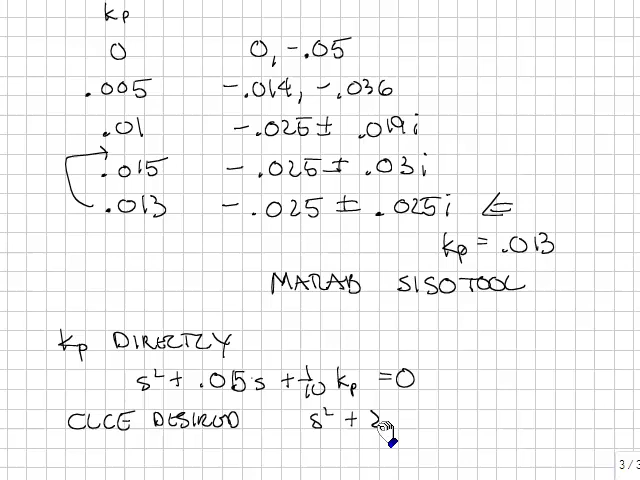 kp
0 0, -.05
.005 -.014, -.036
.01 -.025 ± .019i
.015 -.025 ± .03i
.013 -.025 ± .025i ⇐
kp = .013
MATLAB SISOTOOL
kp DIRECTLY
s² + .05s + 1/10 kp = 0
CLCE DESIRED s² + 2
3 / 3